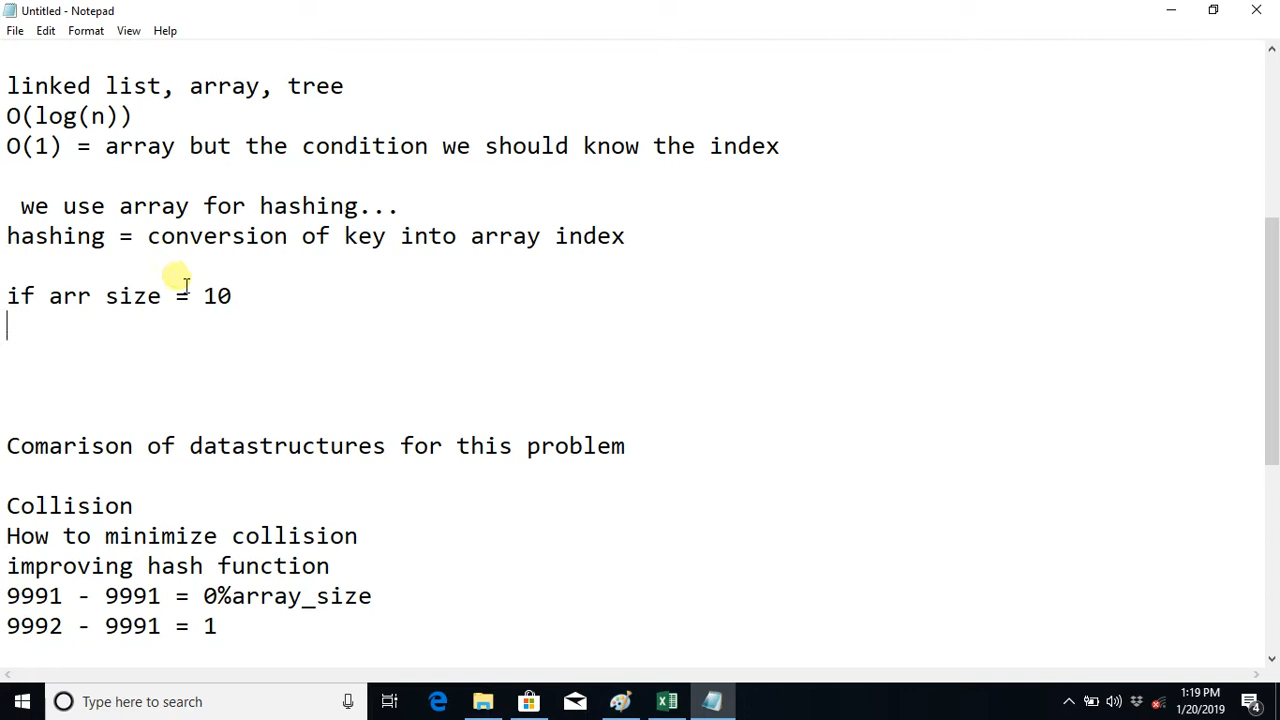 Untitled - Notepad
File Edit Format View Help
linked list, array, tree
O(log(n))
O(1) = array but the condition we should know the index
we use array for hashing...
hashing = conversion of key into array index
if arr size = 10
Comarison of datastructures for this problem
Collision
How to minimize collision
improving hash function
9991 - 9991 = 0%array_size
9992 - 9991 = 1
Type here to search
1:19 PM
1/20/2019
4